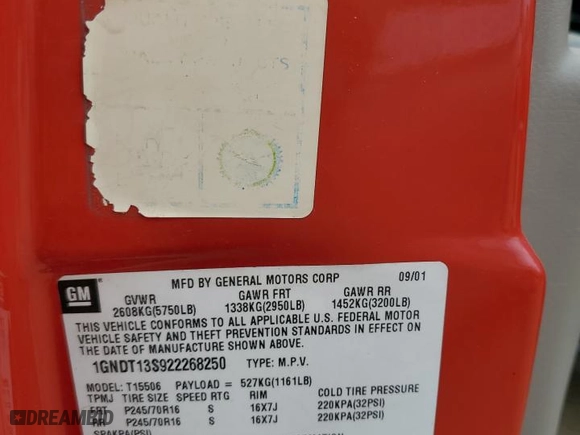 GM
MFD BY GENERAL MOTORS CORP 09/01
GVWR GAWR FRT GAWR RR
2608KG(5750LB) 1338KG(2950LB) 1452KG(3200LB)
THIS VEHICLE CONFORMS TO ALL APPLICABLE U.S. FEDERAL MOTOR
VEHICLE SAFETY AND THEFT PREVENTION STANDARDS IN EFFECT ON
THE DATE OF MANUFACTURE SHOWN ABOVE.
1GNDT13S922268250 TYPE: M.P.V.
MODEL: T15506 PAYLOAD = 527KG(1161LB)
TPMJ TIRE SIZE SPEED RTG RIM COLD TIRE PRESSURE
FRT P245/70R16 S 16X7J 220KPA(32PSI)
RR P245/70R16 S 16X7J 220KPA(32PSI)
DREAMBID